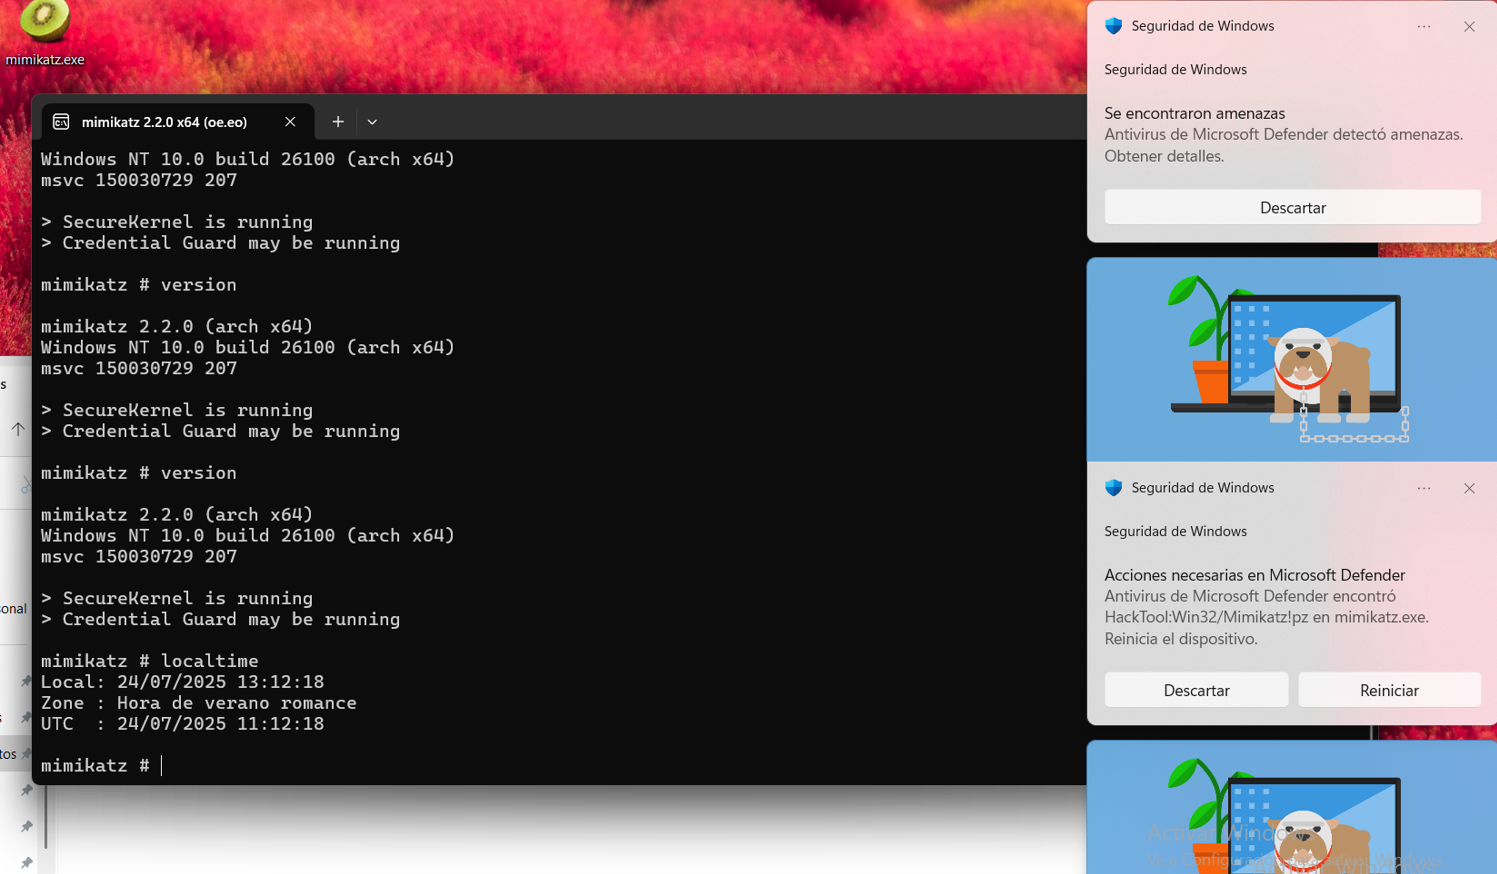 mimikatz.exe
mimikatz 2.2.0 x64 (oe.eo)
Windows NT 10.0 build 26100 (arch x64)
msvc 150030729 207
> SecureKernel is running
> Credential Guard may be running
mimikatz # version
mimikatz 2.2.0 (arch x64)
Windows NT 10.0 build 26100 (arch x64)
msvc 150030729 207
> SecureKernel is running
> Credential Guard may be running
mimikatz # version
mimikatz 2.2.0 (arch x64)
Windows NT 10.0 build 26100 (arch x64)
msvc 150030729 207
> SecureKernel is running
> Credential Guard may be running
mimikatz # localtime
Local: 24/07/2025 13:12:18
Zone : Hora de verano romance
UTC  : 24/07/2025 11:12:18
mimikatz #
s
sonal
s
tos
Seguridad de Windows
Seguridad de Windows
Se encontraron amenazas
Antivirus de Microsoft Defender detectó amenazas.
Obtener detalles.
Descartar
Seguridad de Windows
Seguridad de Windows
Acciones necesarias en Microsoft Defender
Antivirus de Microsoft Defender encontró
HackTool:Win32/Mimikatz!pz en mimikatz.exe.
Reinicia el dispositivo.
Descartar
Reiniciar
Activar Windows